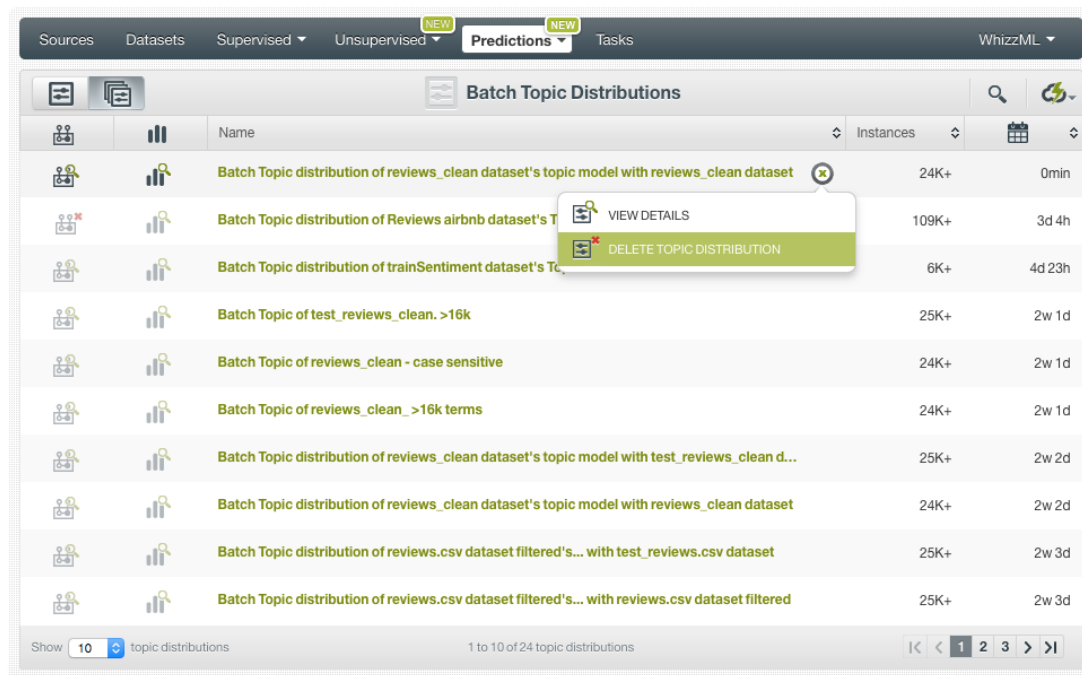 NEW NEW
Sources Datasets Supervised Unsupervised Predictions Tasks WhizzML
Batch Topic Distributions
Name Instances
Batch Topic distribution of reviews_clean dataset's topic model with reviews_clean dataset 24K+ 0min
VIEW DETAILS
Batch Topic distribution of Reviews airbnb dataset's T 109K+ 3d 4h
DELETE TOPIC DISTRIBUTION
Batch Topic distribution of trainSentiment dataset's To 6K+ 4d 23h
Batch Topic of test_reviews_clean. >16k 25K+ 2w 1d
Batch Topic of reviews_clean - case sensitive 24K+ 2w 1d
Batch Topic of reviews_clean_ >16k terms 24K+ 2w 1d
Batch Topic distribution of reviews_clean dataset's topic model with test_reviews_clean d... 25K+ 2w 2d
Batch Topic distribution of reviews_clean dataset's topic model with reviews_clean dataset 24K+ 2w 2d
Batch Topic distribution of reviews.csv dataset filtered's... with test_reviews.csv dataset 25K+ 2w 3d
Batch Topic distribution of reviews.csv dataset filtered's... with reviews.csv dataset filtered 25K+ 2w 3d
Show 10 topic distributions 1 to 10 of 24 topic distributions 1 2 3